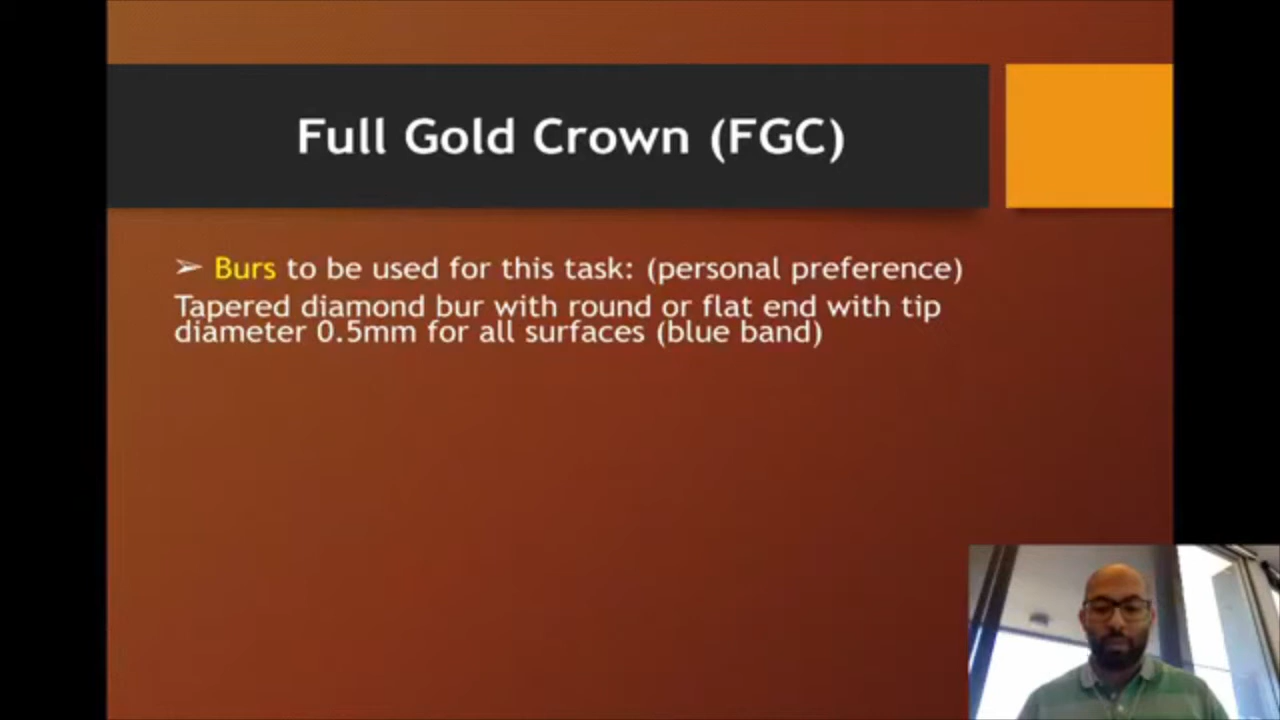 Full Gold Crown (FGC)
➢ Burs to be used for this task: (personal preference)
Tapered diamond bur with round or flat end with tip
diameter 0.5mm for all surfaces (blue band)